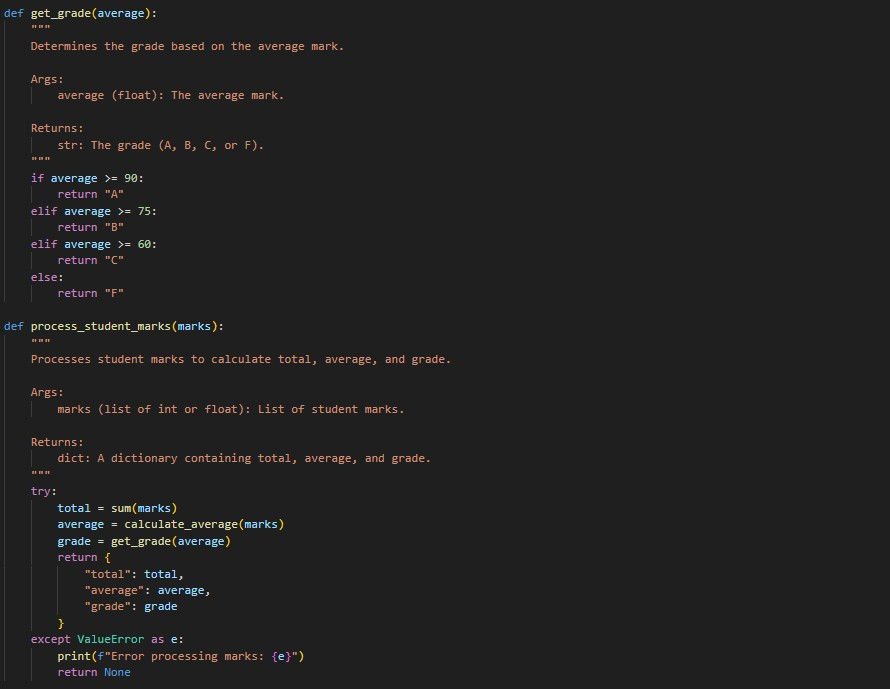 def get_grade(average):
    """
    Determines the grade based on the average mark.

    Args:
        average (float): The average mark.

    Returns:
        str: The grade (A, B, C, or F).
    """
    if average >= 90:
        return "A"
    elif average >= 75:
        return "B"
    elif average >= 60:
        return "C"
    else:
        return "F"

def process_student_marks(marks):
    """
    Processes student marks to calculate total, average, and grade.

    Args:
        marks (list of int or float): List of student marks.

    Returns:
        dict: A dictionary containing total, average, and grade.
    """
    try:
        total = sum(marks)
        average = calculate_average(marks)
        grade = get_grade(average)
        return {
            "total": total,
            "average": average,
            "grade": grade
        }
    except ValueError as e:
        print(f"Error processing marks: {e}")
        return None